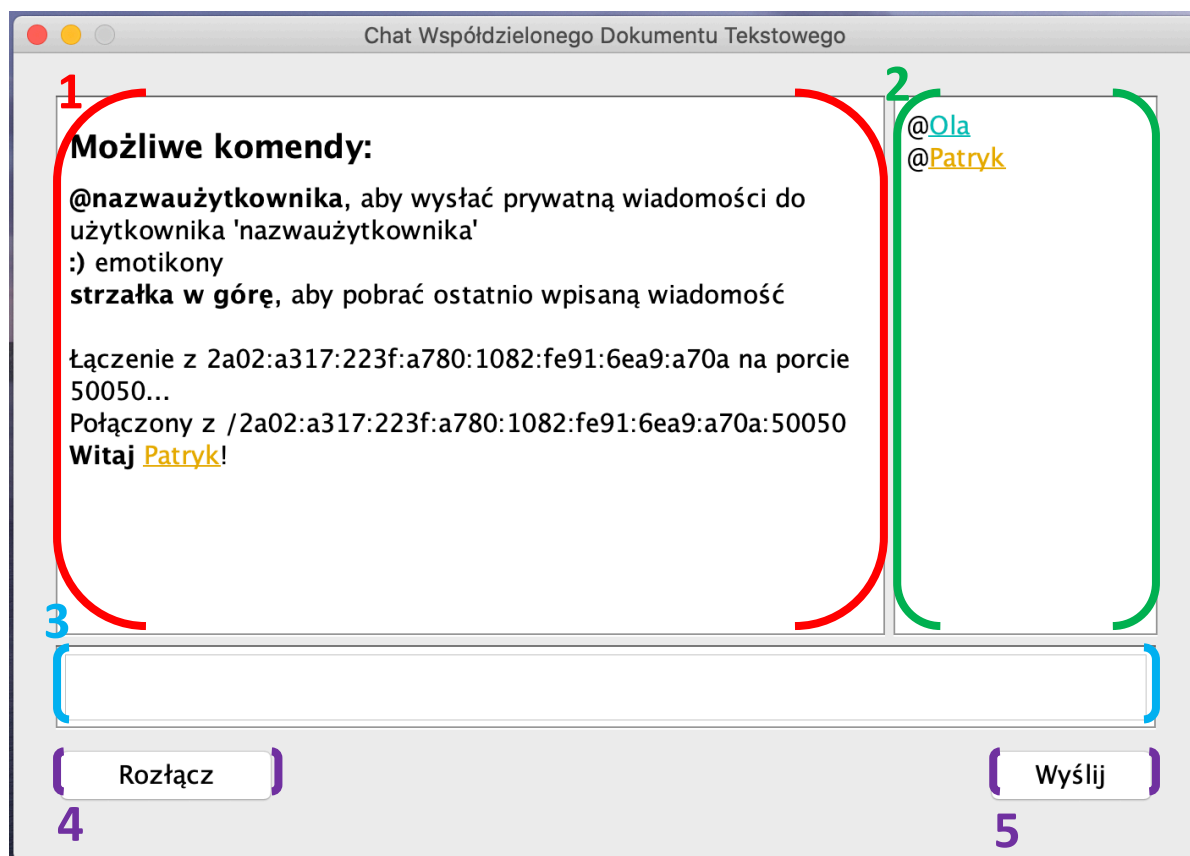 Chat Współdzielonego Dokumentu Tekstowego
1
Możliwe komendy:
@nazwaużytkownika, aby wysłać prywatną wiadomości do
użytkownika 'nazwaużytkownika'
:) emotikony
strzałka w górę, aby pobrać ostatnio wpisaną wiadomość
Łączenie z 2a02:a317:223f:a780:1082:fe91:6ea9:a70a na porcie
50050...
Połączony z /2a02:a317:223f:a780:1082:fe91:6ea9:a70a:50050
Witaj Patryk!
2
@Ola
@Patryk
3
Rozłącz
4
Wyślij
5